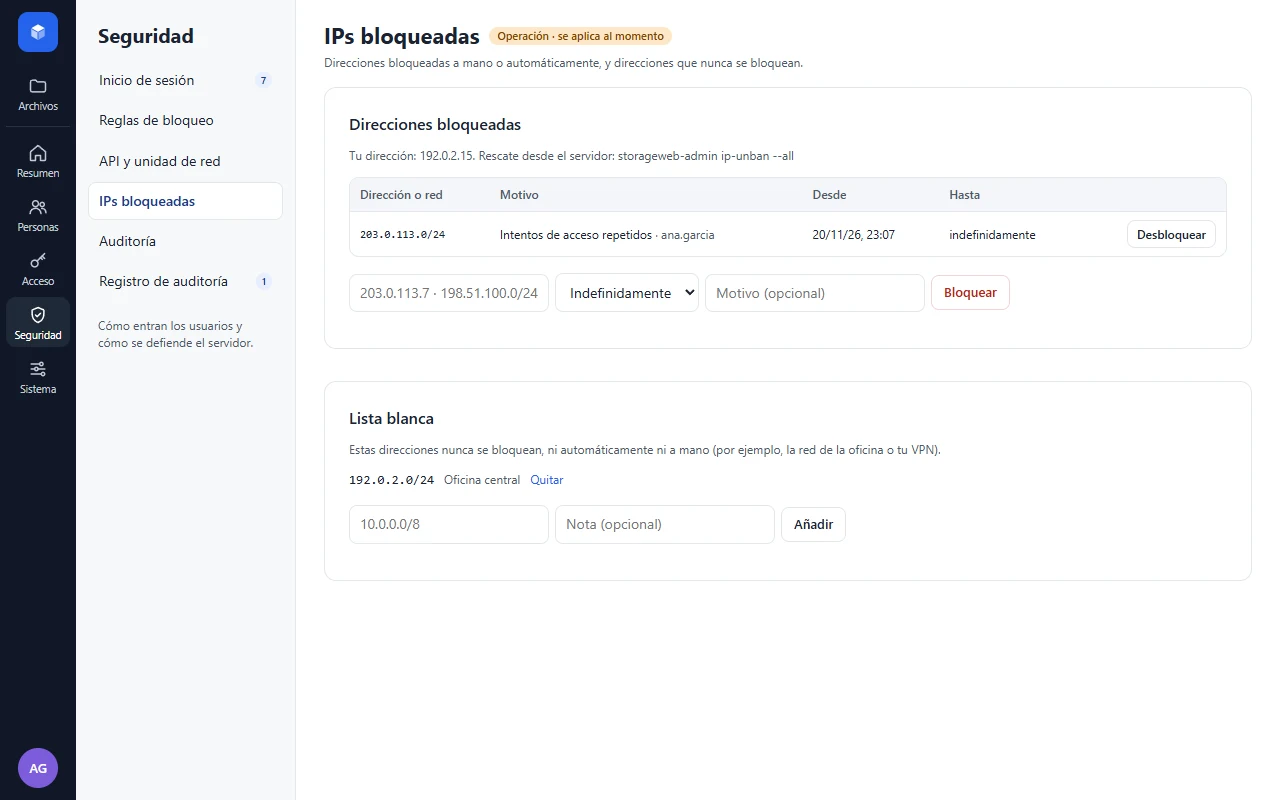 Archivos
Resumen
Personas
Acceso
Seguridad
Sistema
AG
Seguridad
Inicio de sesión 7
Reglas de bloqueo
API y unidad de red
IPs bloqueadas
Auditoría
Registro de auditoría 1
Cómo entran los usuarios y
cómo se defiende el servidor.
IPs bloqueadas Operación · se aplica al momento
Direcciones bloqueadas a mano o automáticamente, y direcciones que nunca se bloquean.
Direcciones bloqueadas
Tu dirección: 192.0.2.15. Rescate desde el servidor: storageweb-admin ip-unban --all
Dirección o red Motivo Desde Hasta
203.0.113.0/24 Intentos de acceso repetidos · ana.garcia 20/11/26, 23:07 indefinidamente Desbloquear
203.0.113.7 · 198.51.100.0/24 Indefinidamente Motivo (opcional) Bloquear
Lista blanca
Estas direcciones nunca se bloquean, ni automáticamente ni a mano (por ejemplo, la red de la oficina o tu VPN).
192.0.2.0/24 Oficina central Quitar
10.0.0.0/8 Nota (opcional) Añadir